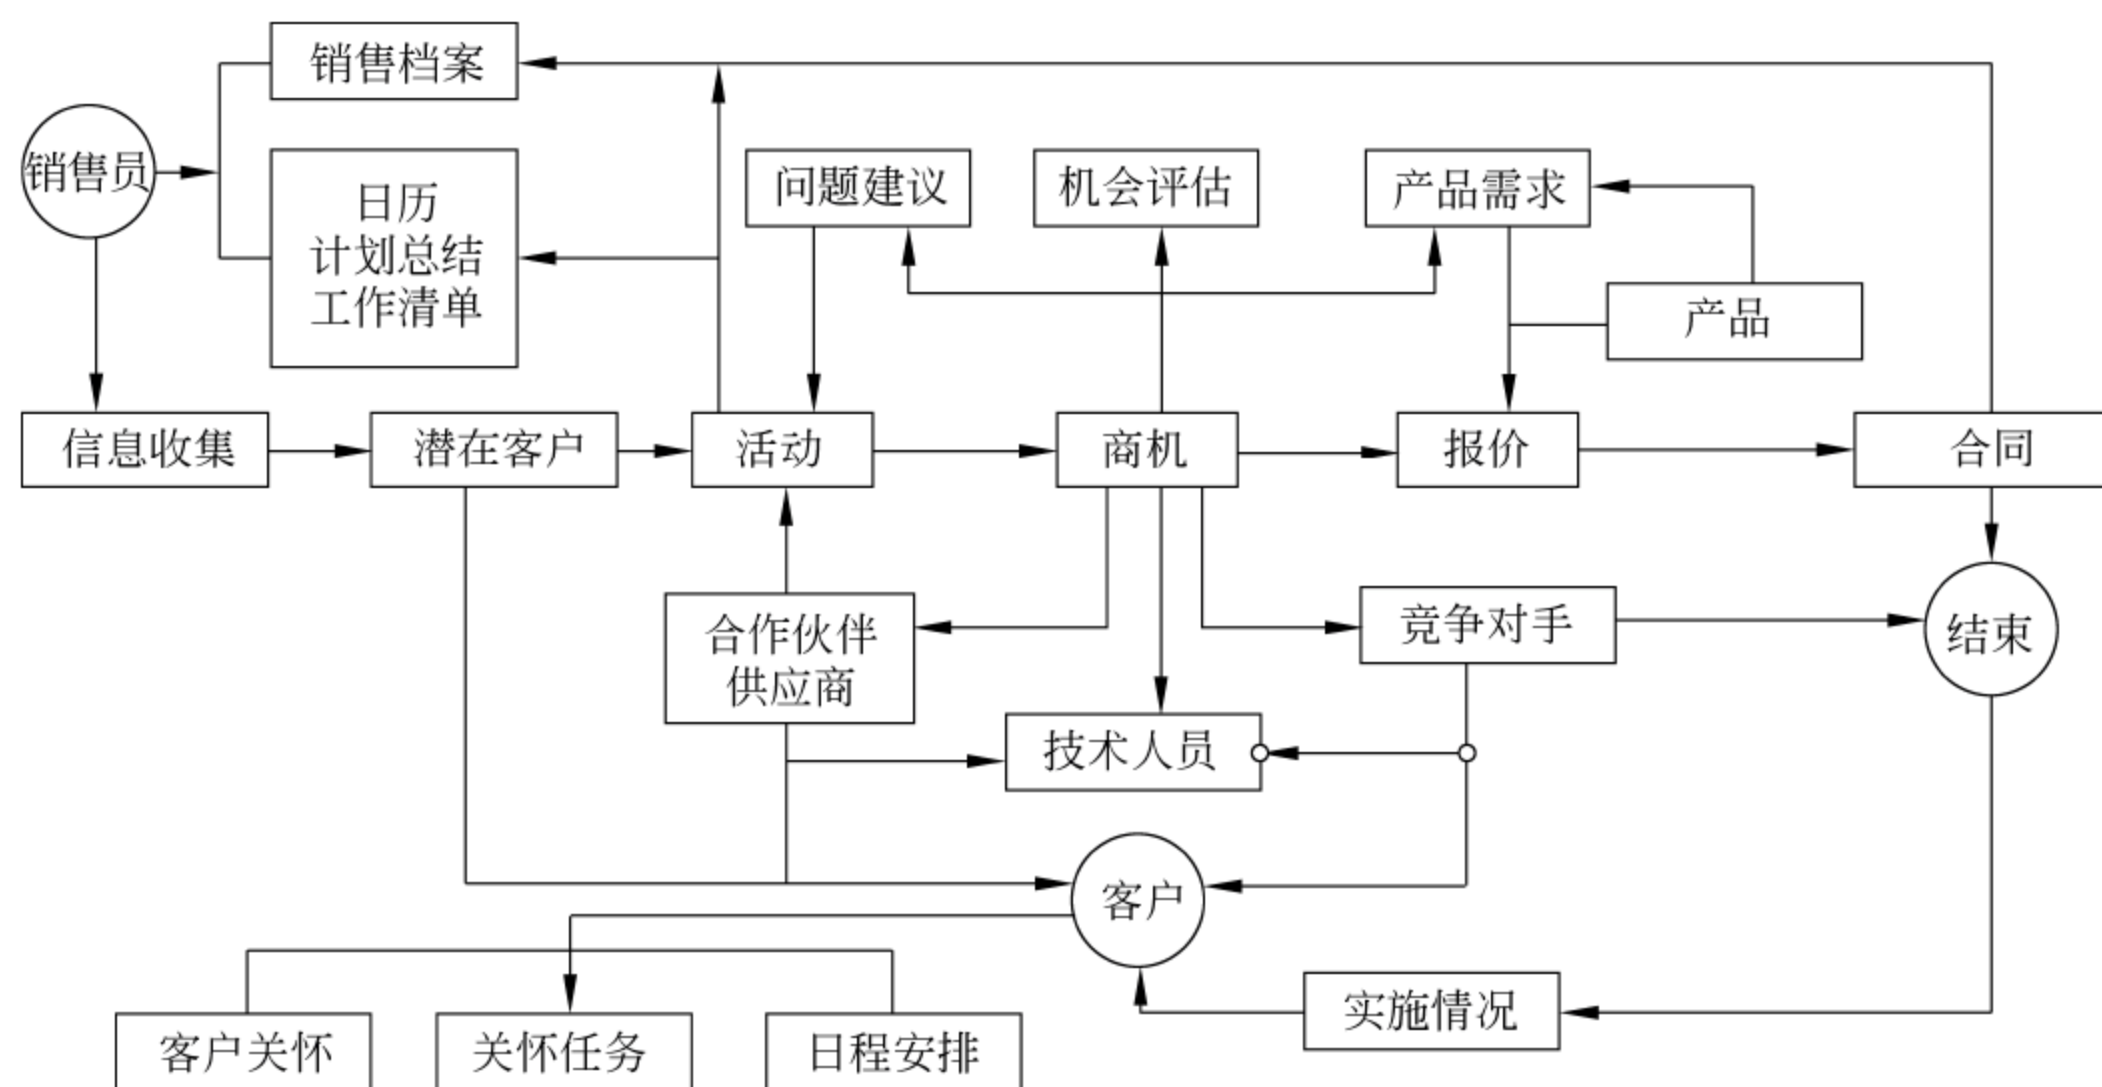 销售档案
销售员
日历
计划总结
工作清单
问题建议
机会评估
产品需求
产品
信息收集
潜在客户
活动
商机
报价
合同
合作伙伴
供应商
竞争对手
结束
技术人员
客户
实施情况
客户关怀
关怀任务
日程安排